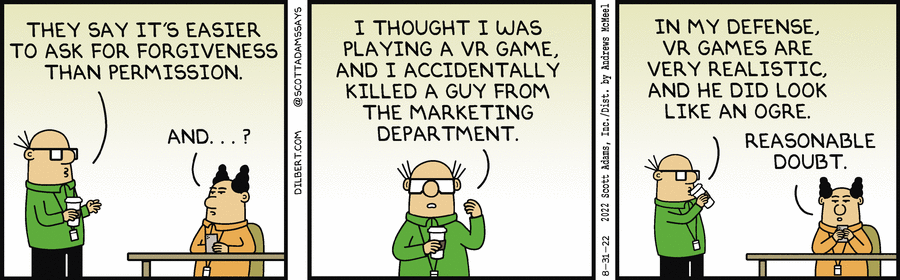 THEY SAY IT'S EASIER
TO ASK FOR FORGIVENESS
THAN PERMISSION.
AND. . . ?
DILBERT.COM @SCOTTADAMSSAYS
I THOUGHT I WAS
PLAYING A VR GAME,
AND I ACCIDENTALLY
KILLED A GUY FROM
THE MARKETING
DEPARTMENT.
8-31-22 2022 Scott Adams, Inc./Dist. by Andrews McMeel
IN MY DEFENSE,
VR GAMES ARE
VERY REALISTIC,
AND HE DID LOOK
LIKE AN OGRE.
REASONABLE
DOUBT.